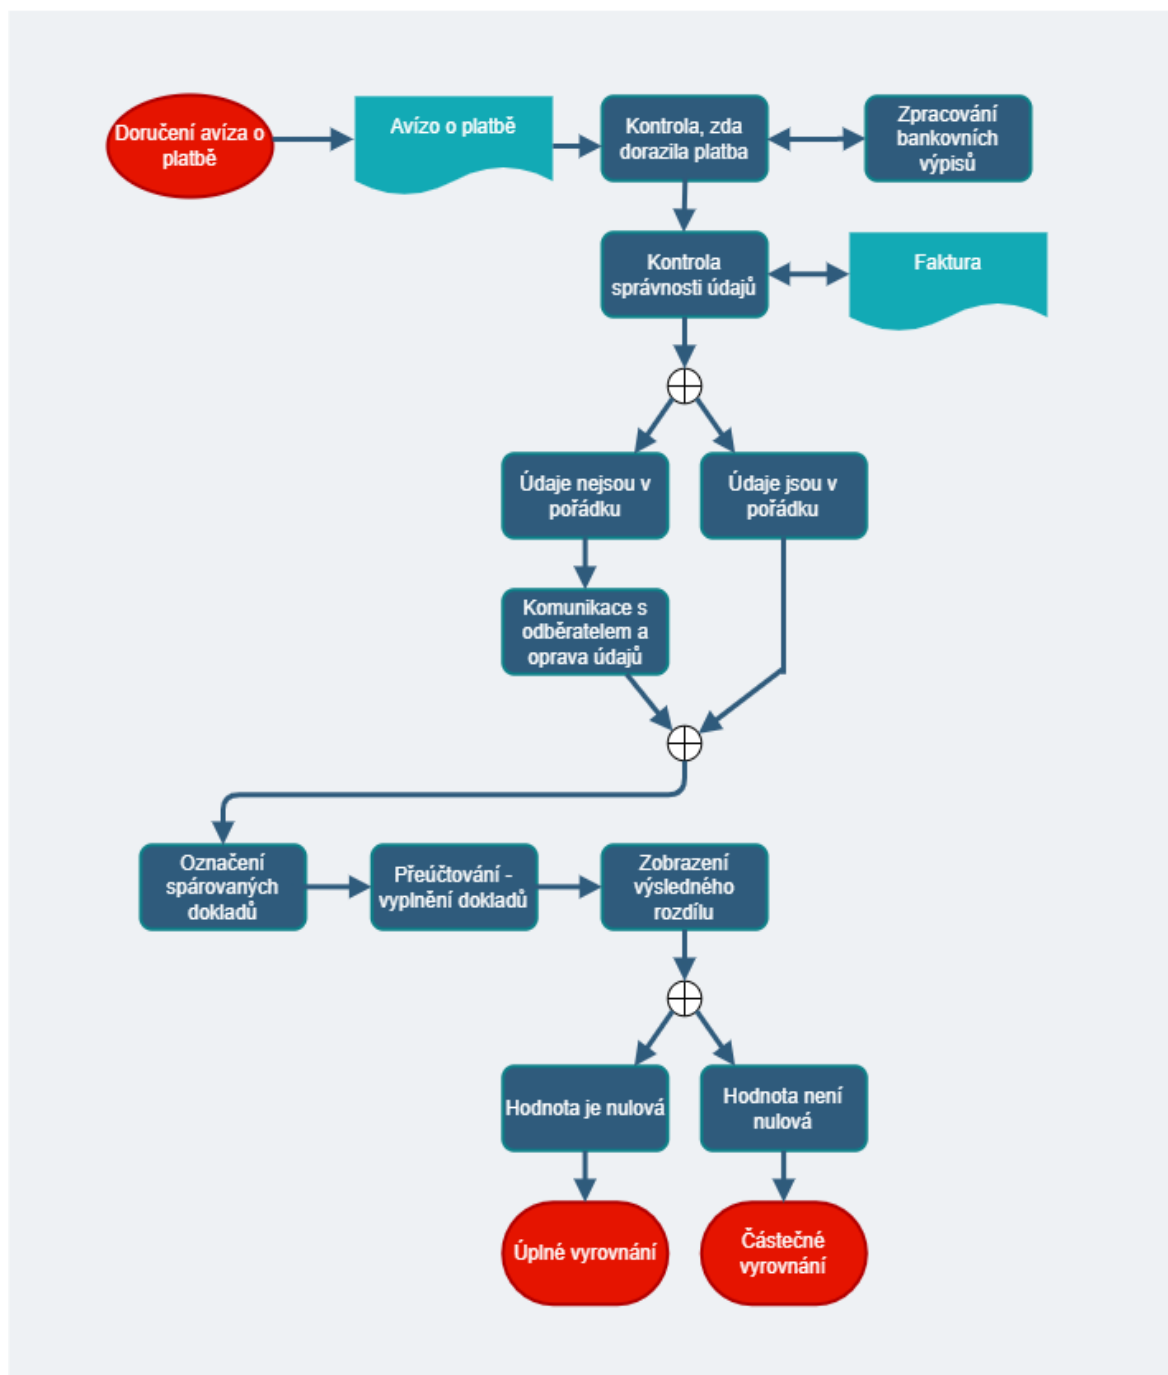 Doručení avíza o
platbě
Avízo o platbě
Kontrola, zda
dorazila platba
Zpracování
bankovních
výpisů
Kontrola
správnosti údajů
Faktura
Údaje nejsou v
pořádku
Údaje jsou v
pořádku
Komunikace s
odběratelem a
oprava údajů
Označení
spárovaných
dokladů
Přeúčtování -
vyplnění dokladů
Zobrazení
výsledného
rozdílu
Hodnota je nulová
Hodnota není
nulová
Úplné vyrovnání
Částečné
vyrovnání